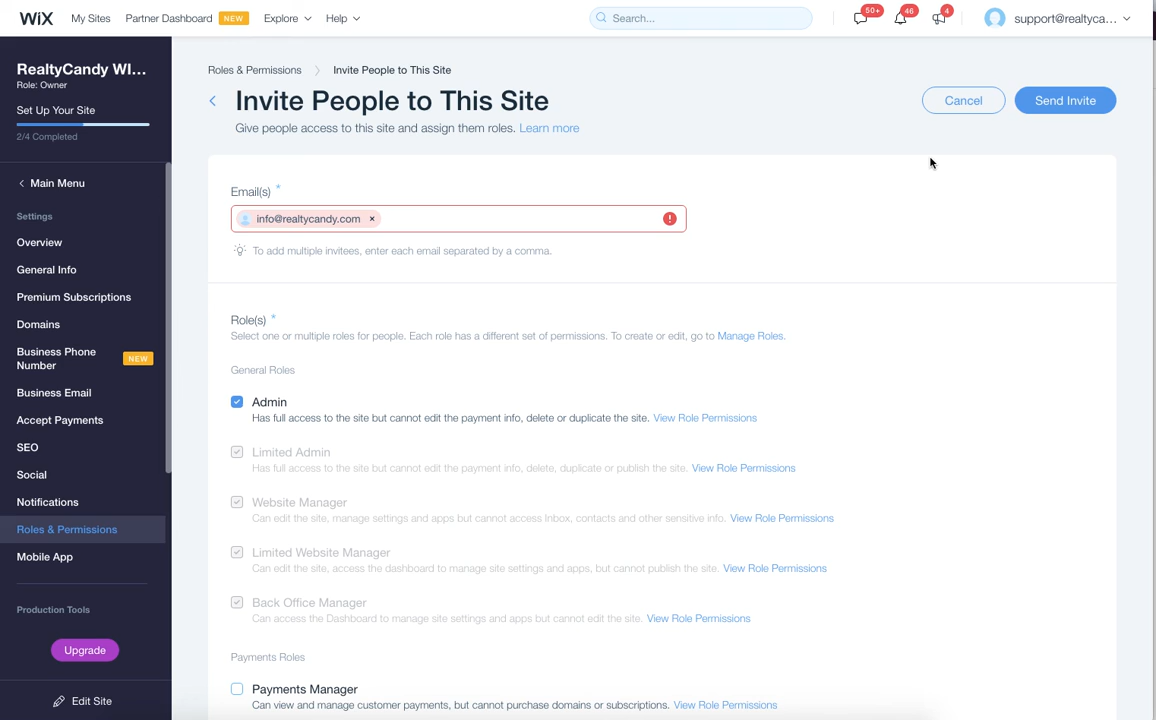 WiX My Sites Partner Dashboard NEW Explore Help Search... 50+ 46 4 support@realtyca...
RealtyCandy WI...
Role: Owner
Set Up Your Site
2/4 Completed
Main Menu
Settings
Overview
General Info
Premium Subscriptions
Domains
Business Phone
Number
NEW
Business Email
Accept Payments
SEO
Social
Notifications
Roles & Permissions
Mobile App
Production Tools
Upgrade
Edit Site
Roles & Permissions Invite People to This Site
Invite People to This Site
Cancel Send Invite
Give people access to this site and assign them roles. Learn more
Email(s) *
info@realtycandy.com ×
To add multiple invitees, enter each email separated by a comma.
Role(s) *
Select one or multiple roles for people. Each role has a different set of permissions. To create or edit, go to Manage Roles.
General Roles
Admin
Has full access to the site but cannot edit the payment info, delete or duplicate the site. View Role Permissions
Limited Admin
Has full access to the site but cannot edit the payment info, delete, duplicate or publish the site. View Role Permissions
Website Manager
Can edit the site, manage settings and apps but cannot access Inbox, contacts and other sensitive info. View Role Permissions
Limited Website Manager
Can edit the site, access the dashboard to manage site settings and apps, but cannot publish the site. View Role Permissions
Back Office Manager
Can access the Dashboard to manage site settings and apps but cannot edit the site. View Role Permissions
Payments Roles
Payments Manager
Can view and manage customer payments, but cannot purchase domains or subscriptions. View Role Permissions